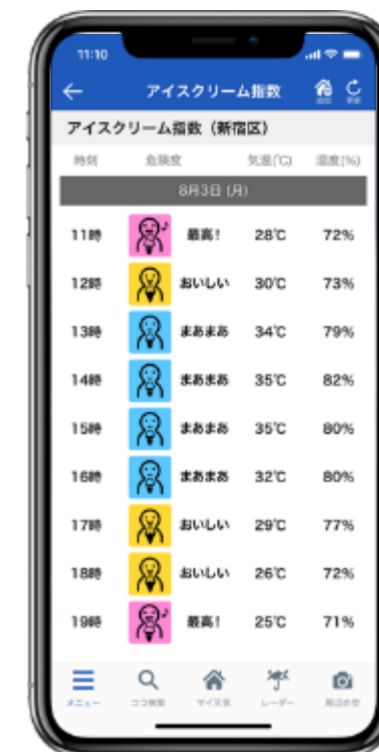 11:10
アイスクリーム指数
アイスクリーム指数（新宿区）
時刻 危険度 気温(℃) 湿度(%)
8月3日 (月)
11時 最高! 28℃ 72%
12時 おいしい 30℃ 73%
13時 まあまあ 34℃ 79%
14時 まあまあ 35℃ 82%
15時 まあまあ 35℃ 80%
16時 まあまあ 32℃ 80%
17時 おいしい 29℃ 77%
18時 おいしい 26℃ 72%
19時 最高! 25℃ 71%
メニュー ココ検索 マイ天気 レーダー 周辺の空